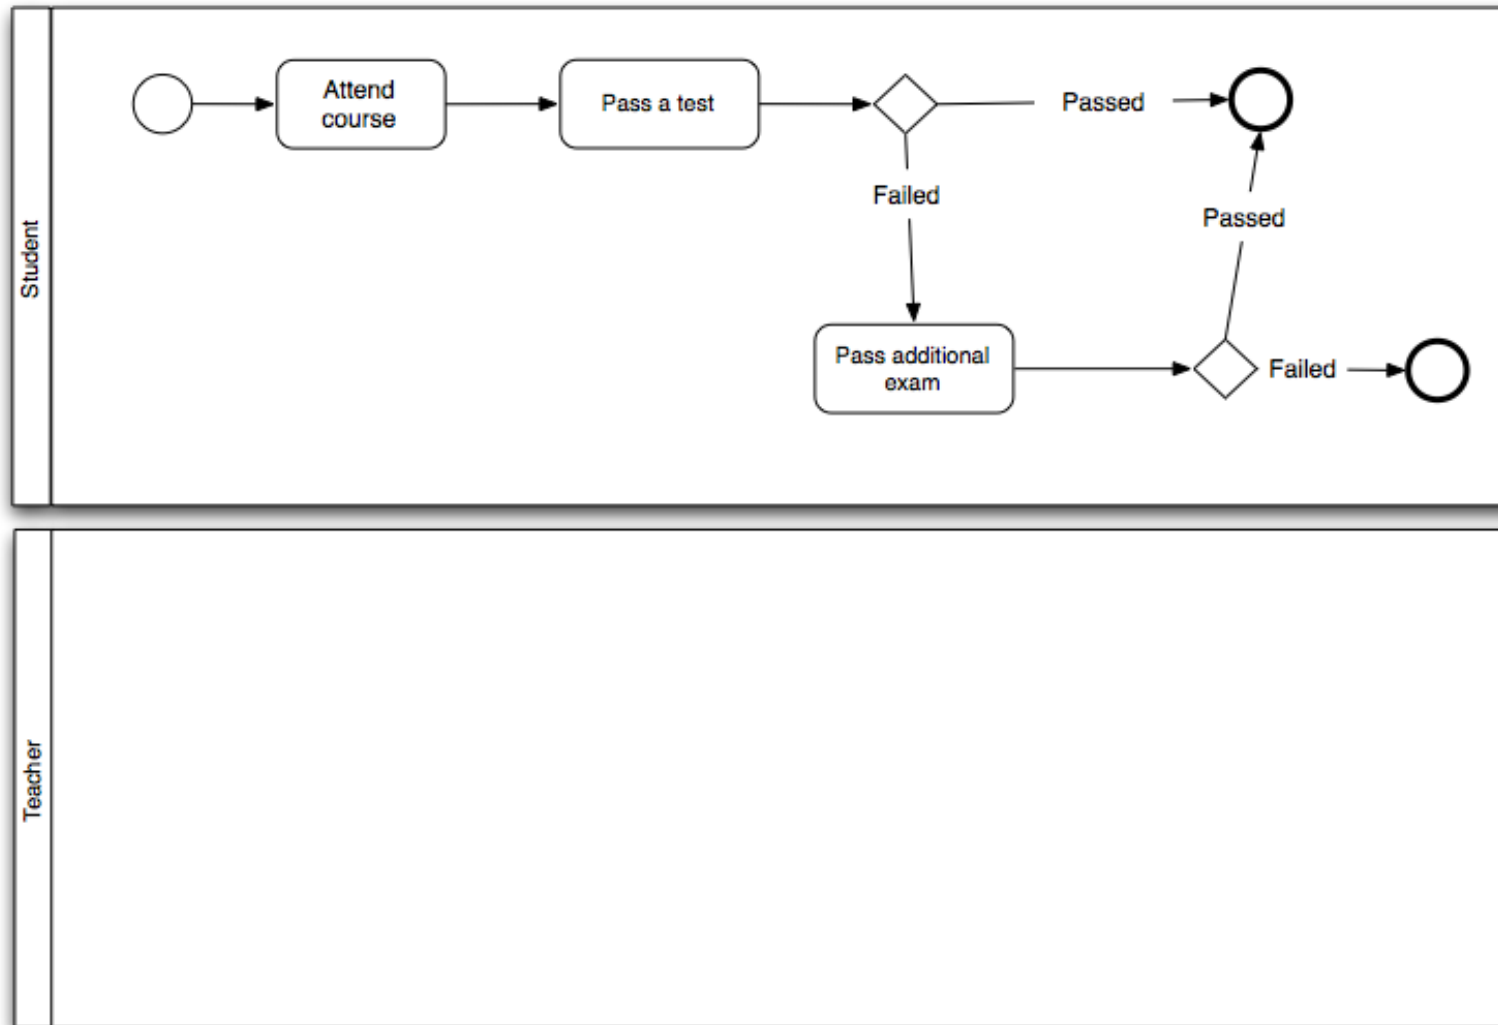 Student
Attend
course
Pass a test
Passed
Failed
Passed
Pass additional
exam
Failed
Teacher